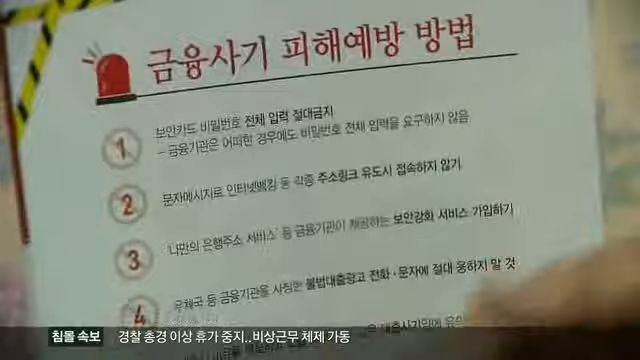 금융사기 피해예방 방법
1 보안카드 비밀번호 전체 입력 절대금지
- 금융기관은 어떠한 경우에도 비밀번호 전체 입력을 요구하지 않음
2 문자메시지로 인터넷뱅킹 등 각종 주소링크 유도시 접속하지 않기
3 '나만의 은행주소 서비스' 등 금융기관이 제공하는 보안강화 서비스 가입하기
4 우체국 등 금융기관을 사칭한 불법대출광고 전화·문자에 절대 응하지 말 것
침몰 속보 경찰 총경 이상 휴가 중지..비상근무 체제 가동